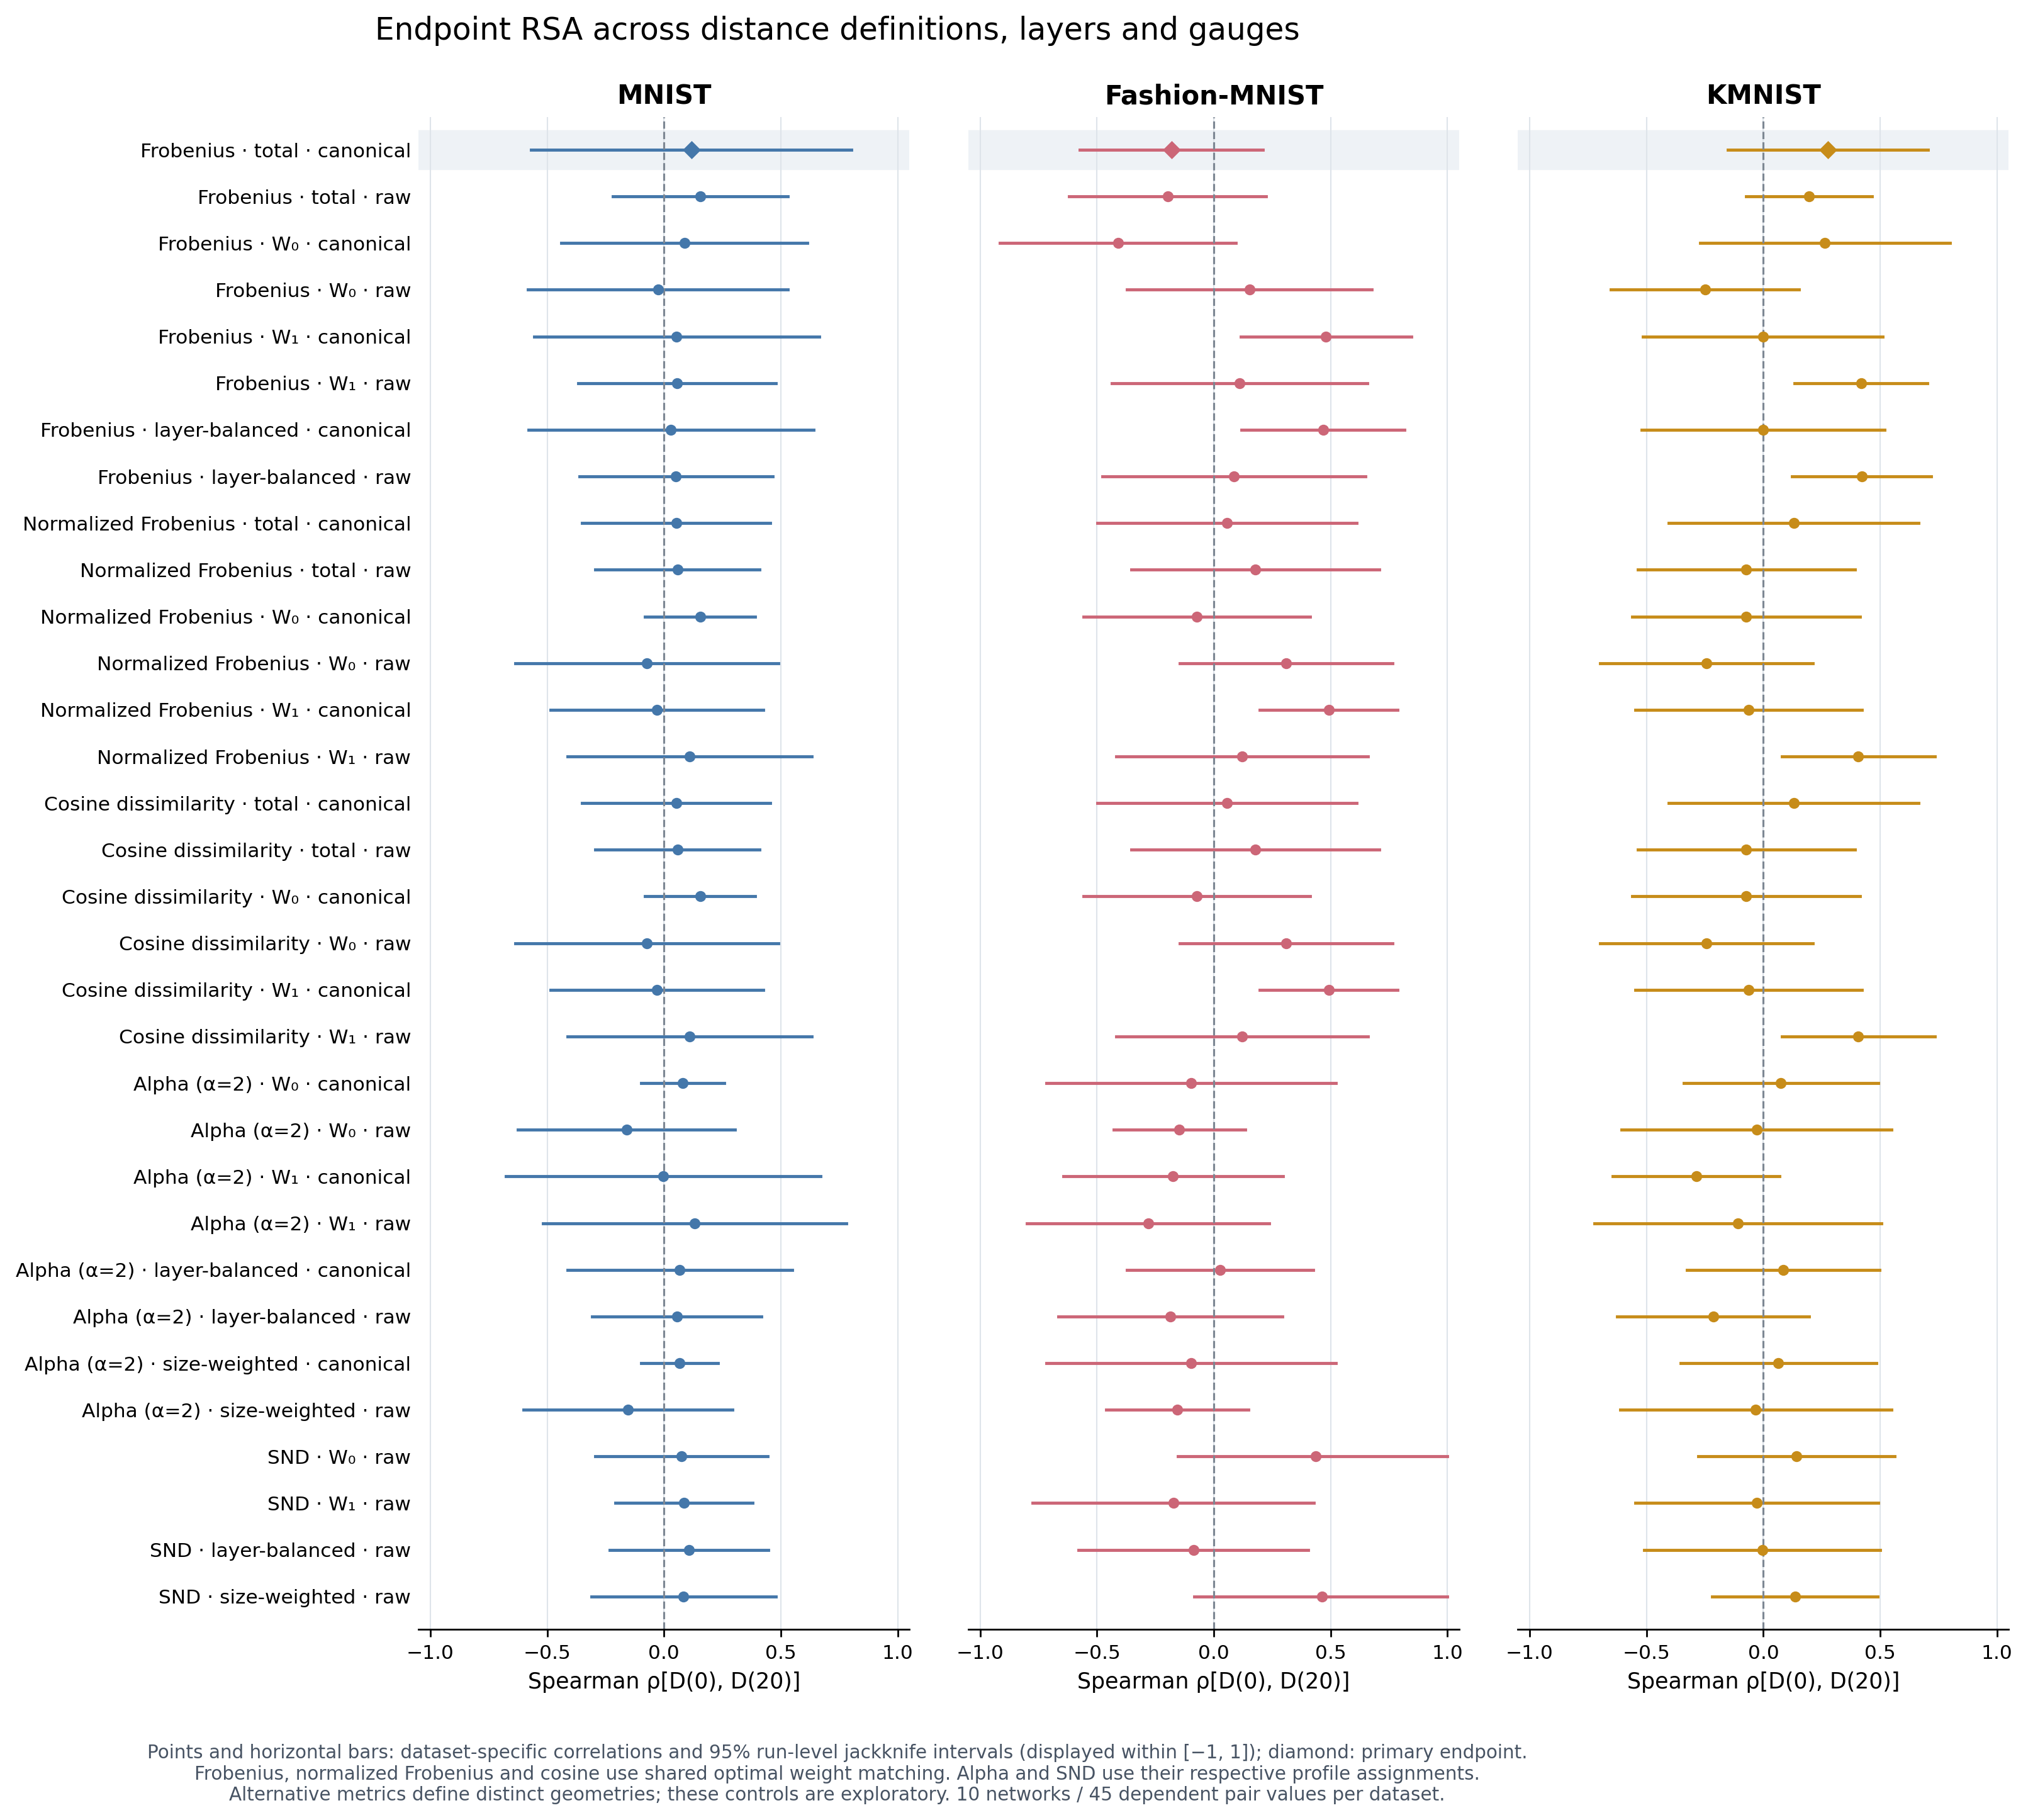 Endpoint RSA across distance definitions, layers and gauges
MNIST
Fashion-MNIST
KMNIST
Frobenius · total · canonical
Frobenius · total · raw
Frobenius · W₀ · canonical
Frobenius · W₀ · raw
Frobenius · W₁ · canonical
Frobenius · W₁ · raw
Frobenius · layer-balanced · canonical
Frobenius · layer-balanced · raw
Normalized Frobenius · total · canonical
Normalized Frobenius · total · raw
Normalized Frobenius · W₀ · canonical
Normalized Frobenius · W₀ · raw
Normalized Frobenius · W₁ · canonical
Normalized Frobenius · W₁ · raw
Cosine dissimilarity · total · canonical
Cosine dissimilarity · total · raw
Cosine dissimilarity · W₀ · canonical
Cosine dissimilarity · W₀ · raw
Cosine dissimilarity · W₁ · canonical
Cosine dissimilarity · W₁ · raw
Alpha (α=2) · W₀ · canonical
Alpha (α=2) · W₀ · raw
Alpha (α=2) · W₁ · canonical
Alpha (α=2) · W₁ · raw
Alpha (α=2) · layer-balanced · canonical
Alpha (α=2) · layer-balanced · raw
Alpha (α=2) · size-weighted · canonical
Alpha (α=2) · size-weighted · raw
SND · W₀ · raw
SND · W₁ · raw
SND · layer-balanced · raw
SND · size-weighted · raw
−1.0 −0.5 0.0 0.5 1.0
−1.0 −0.5 0.0 0.5 1.0
−1.0 −0.5 0.0 0.5 1.0
Spearman ρ[D(0), D(20)]
Spearman ρ[D(0), D(20)]
Spearman ρ[D(0), D(20)]
Points and horizontal bars: dataset-specific correlations and 95% run-level jackknife intervals (displayed within [−1, 1]); diamond: primary endpoint.
Frobenius, normalized Frobenius and cosine use shared optimal weight matching. Alpha and SND use their respective profile assignments.
Alternative metrics define distinct geometries; these controls are exploratory. 10 networks / 45 dependent pair values per dataset.